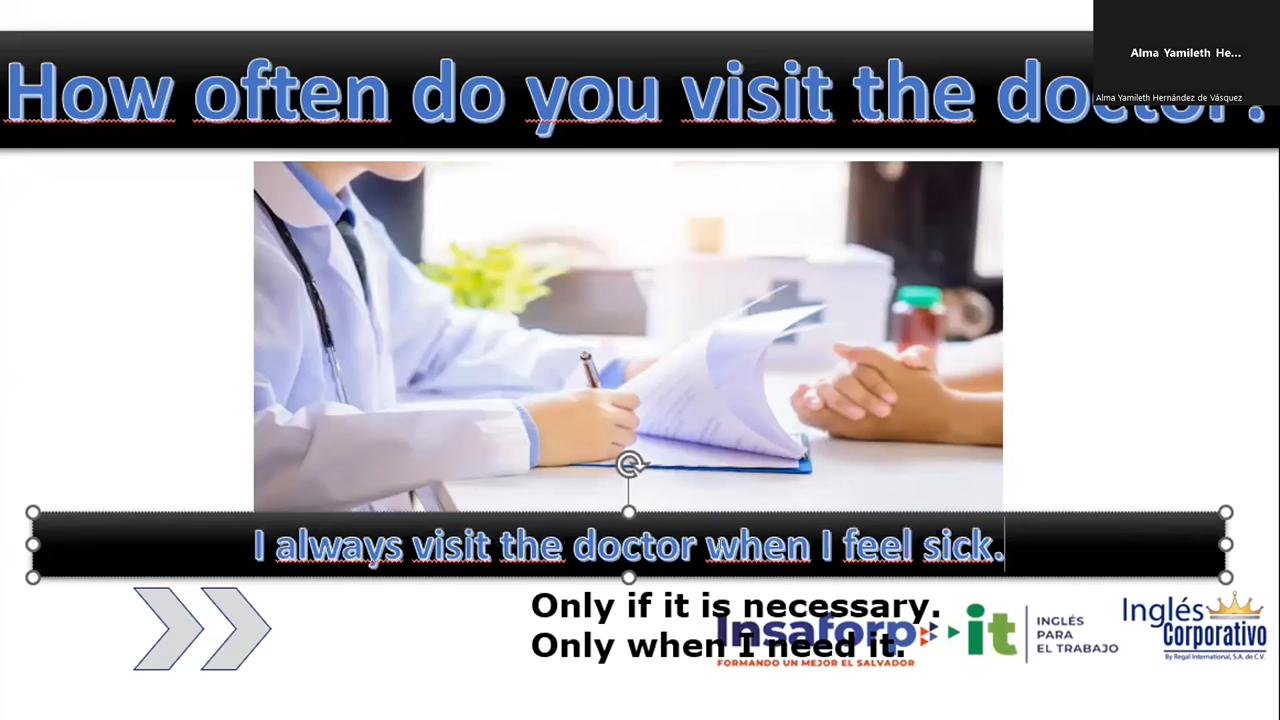 How often do you visit the doctor?
Alma Yamileth He...
Alma Yamileth Hernández de Vásquez
I always visit the doctor when I feel sick.
Only if it is necessary.
Only when I need it.
Insaforp
FORMANDO UN MEJOR EL SALVADOR
it
INGLÉS
PARA
EL TRABAJO
Inglés
Corporativo
By Regal International, S.A. de C.V.